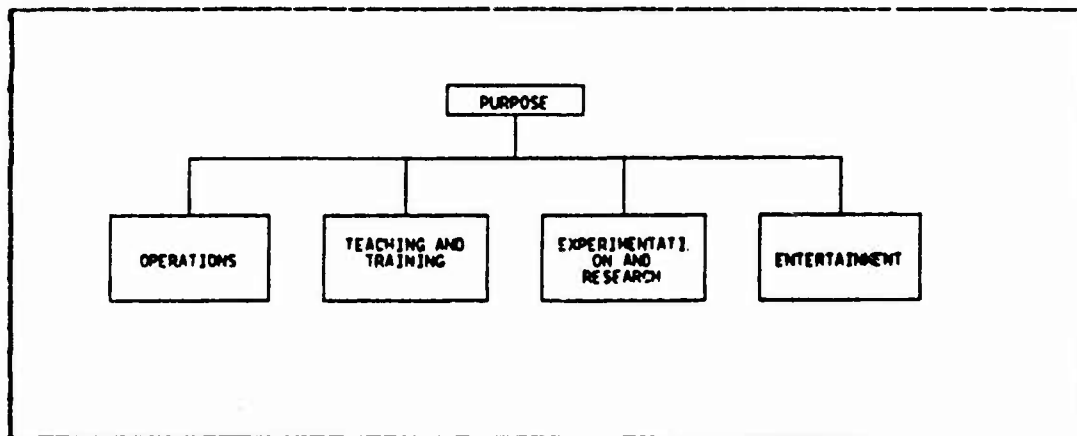 PURPOSE
OPERATIONS
TEACHING AND
TRAINING
EXPERIMENTATI.
ON AND
RESEARCH
ENTERTAINMENT